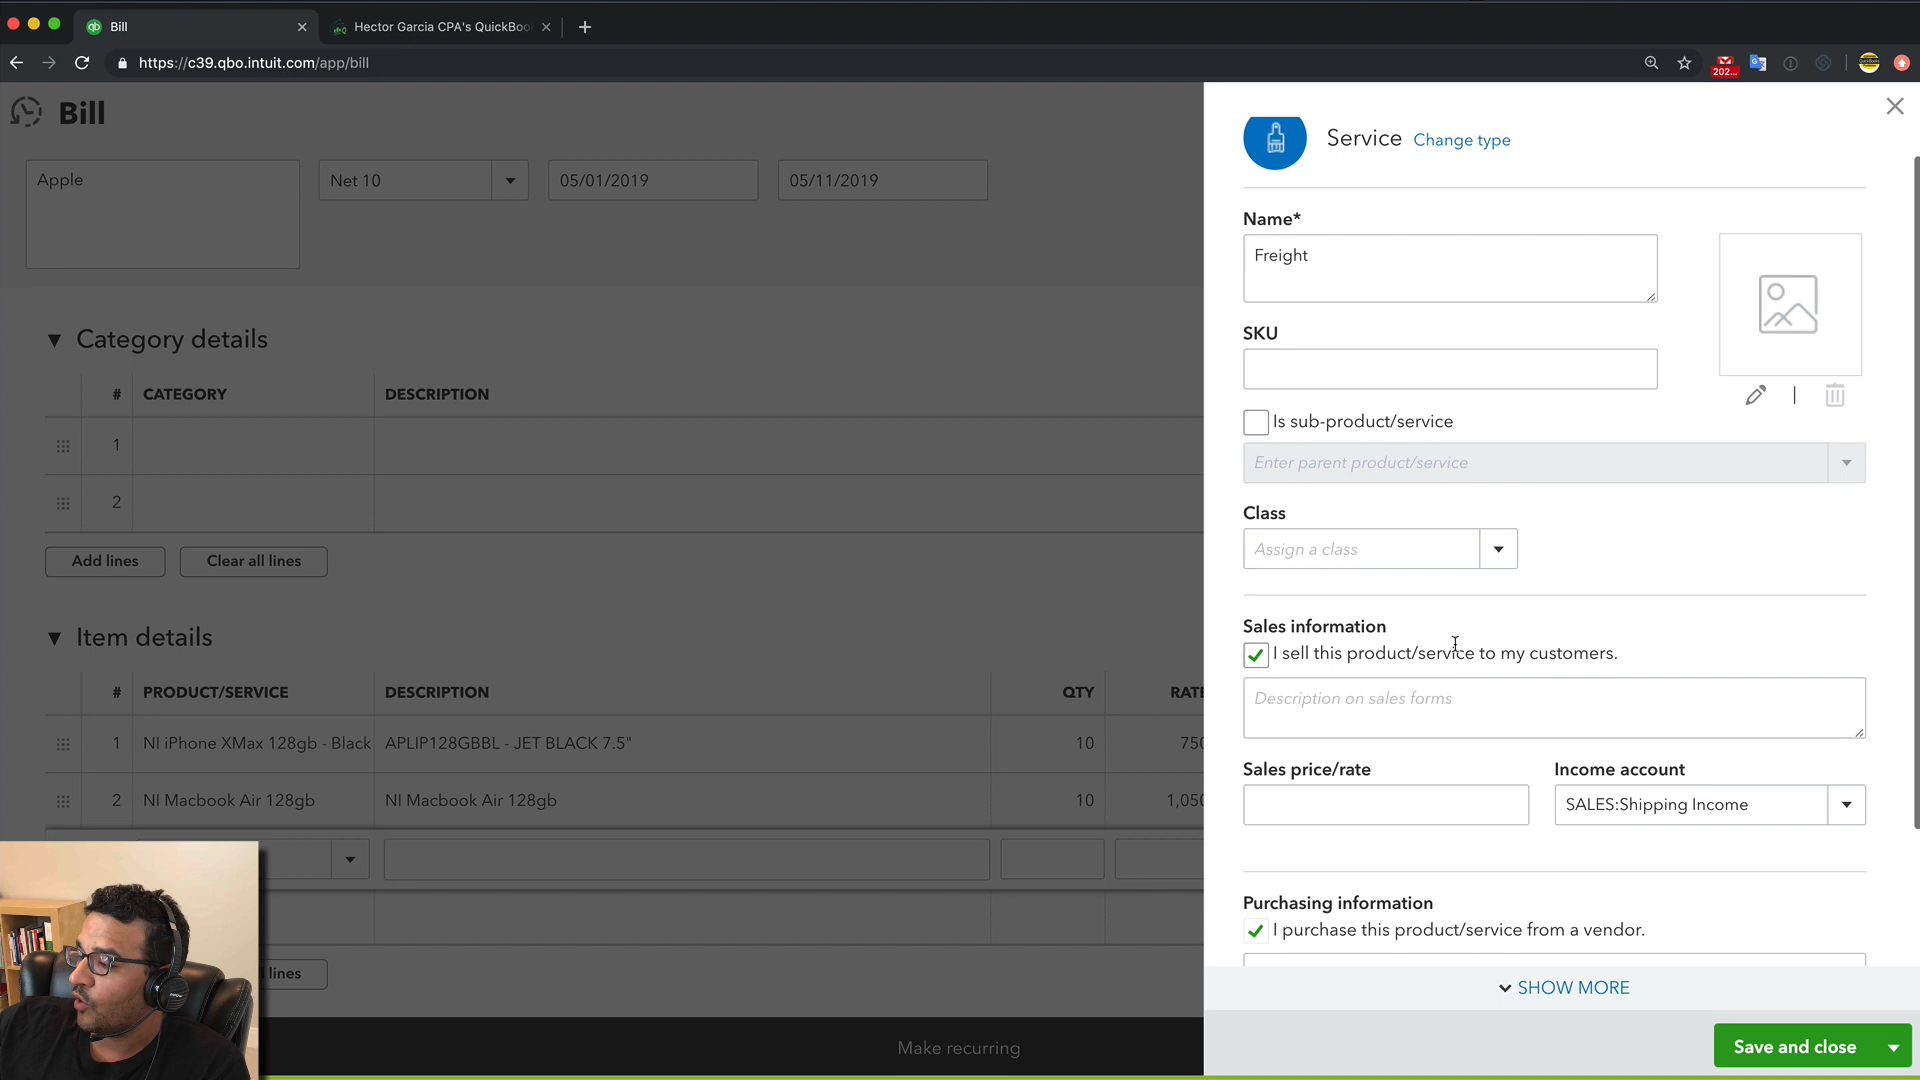 Bill
Hector Garcia CPA's QuickBoo
https://c39.qbo.intuit.com/app/bill
202...
Bill
Apple
Net 10
05/01/2019
05/11/2019
Category details
# CATEGORY DESCRIPTION
1
2
Add lines
Clear all lines
Item details
# PRODUCT/SERVICE DESCRIPTION QTY RATE
1 NI iPhone XMax 128gb - Black APLIP128GBBL - JET BLACK 7.5" 10 750
2 NI Macbook Air 128gb NI Macbook Air 128gb 10 1,050
ll lines
Make recurring
Service Change type
Name*
Freight
SKU
Is sub-product/service
Enter parent product/service
Class
Assign a class
Sales information
I sell this product/service to my customers.
Description on sales forms
Sales price/rate
Income account
SALES:Shipping Income
Purchasing information
I purchase this product/service from a vendor.
SHOW MORE
Save and close